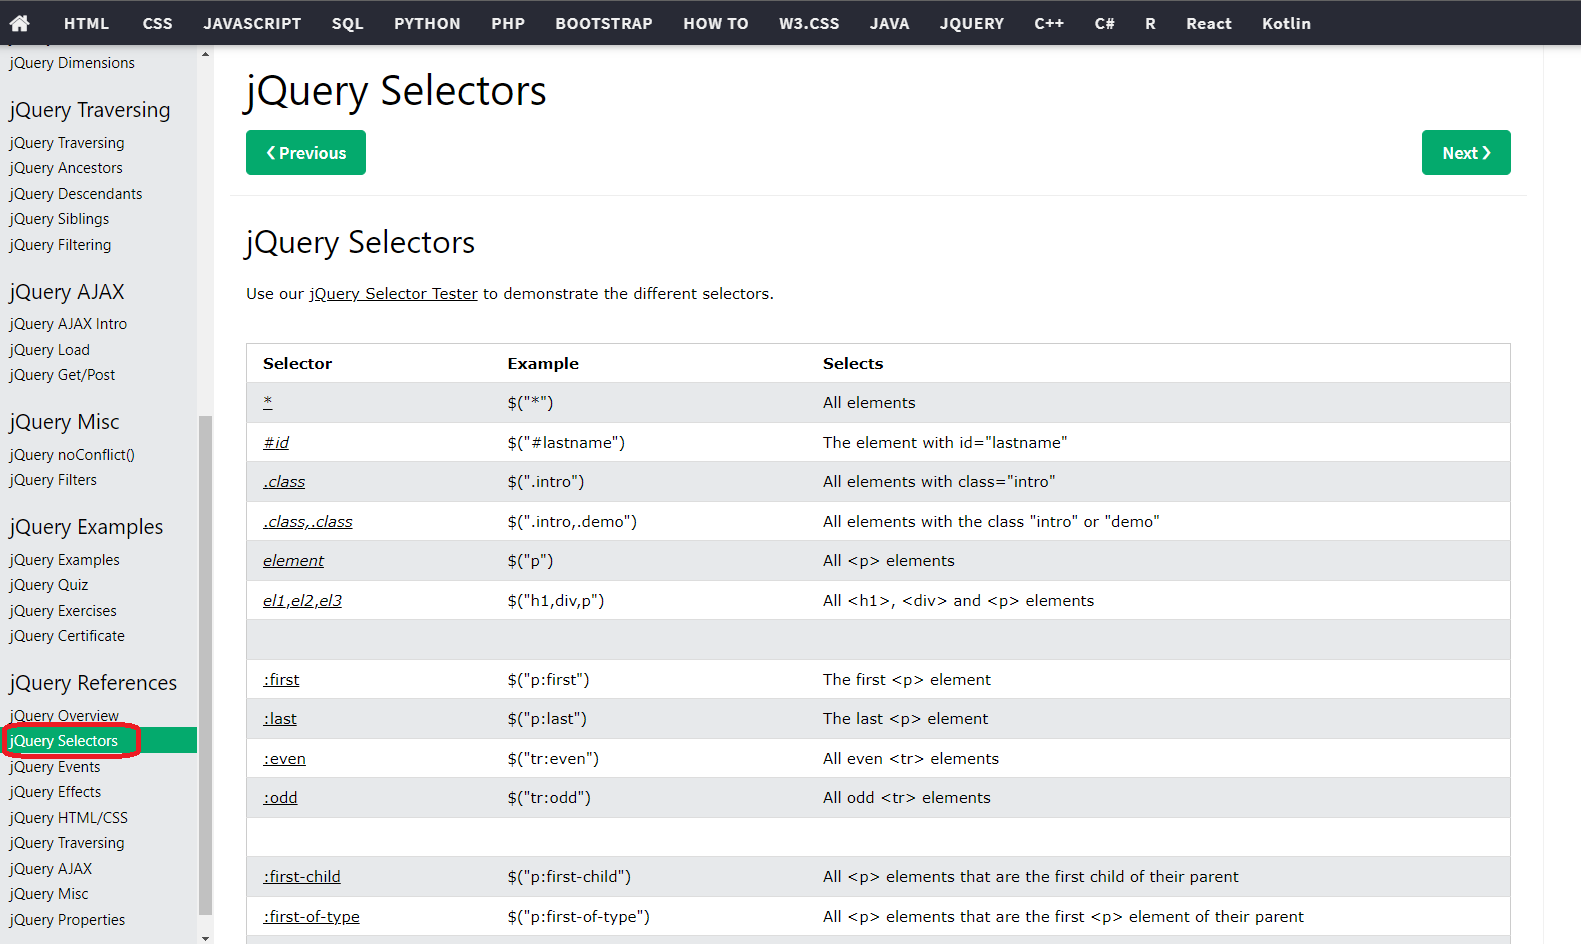 HTML CSS JAVASCRIPT SQL PYTHON PHP BOOTSTRAP HOW TO W3.CSS JAVA JQUERY C++ C# R React Kotlin
jQuery Dimensions
jQuery Traversing
jQuery Traversing
jQuery Ancestors
jQuery Descendants
jQuery Siblings
jQuery Filtering
jQuery AJAX
jQuery AJAX Intro
jQuery Load
jQuery Get/Post
jQuery Misc
jQuery noConflict()
jQuery Filters
jQuery Examples
jQuery Examples
jQuery Quiz
jQuery Exercises
jQuery Certificate
jQuery References
jQuery Overview
jQuery Selectors
jQuery Events
jQuery Effects
jQuery HTML/CSS
jQuery Traversing
jQuery AJAX
jQuery Misc
jQuery Properties
jQuery Selectors
❮ Previous Next ❯
jQuery Selectors
Use our jQuery Selector Tester to demonstrate the different selectors.
Selector Example Selects
* $("*") All elements
#id $("#lastname") The element with id="lastname"
.class $(".intro") All elements with class="intro"
.class,.class $(".intro,.demo") All elements with the class "intro" or "demo"
element $("p") All <p> elements
el1,el2,el3 $("h1,div,p") All <h1>, <div> and <p> elements
:first $("p:first") The first <p> element
:last $("p:last") The last <p> element
:even $("tr:even") All even <tr> elements
:odd $("tr:odd") All odd <tr> elements
:first-child $("p:first-child") All <p> elements that are the first child of their parent
:first-of-type $("p:first-of-type") All <p> elements that are the first <p> element of their parent